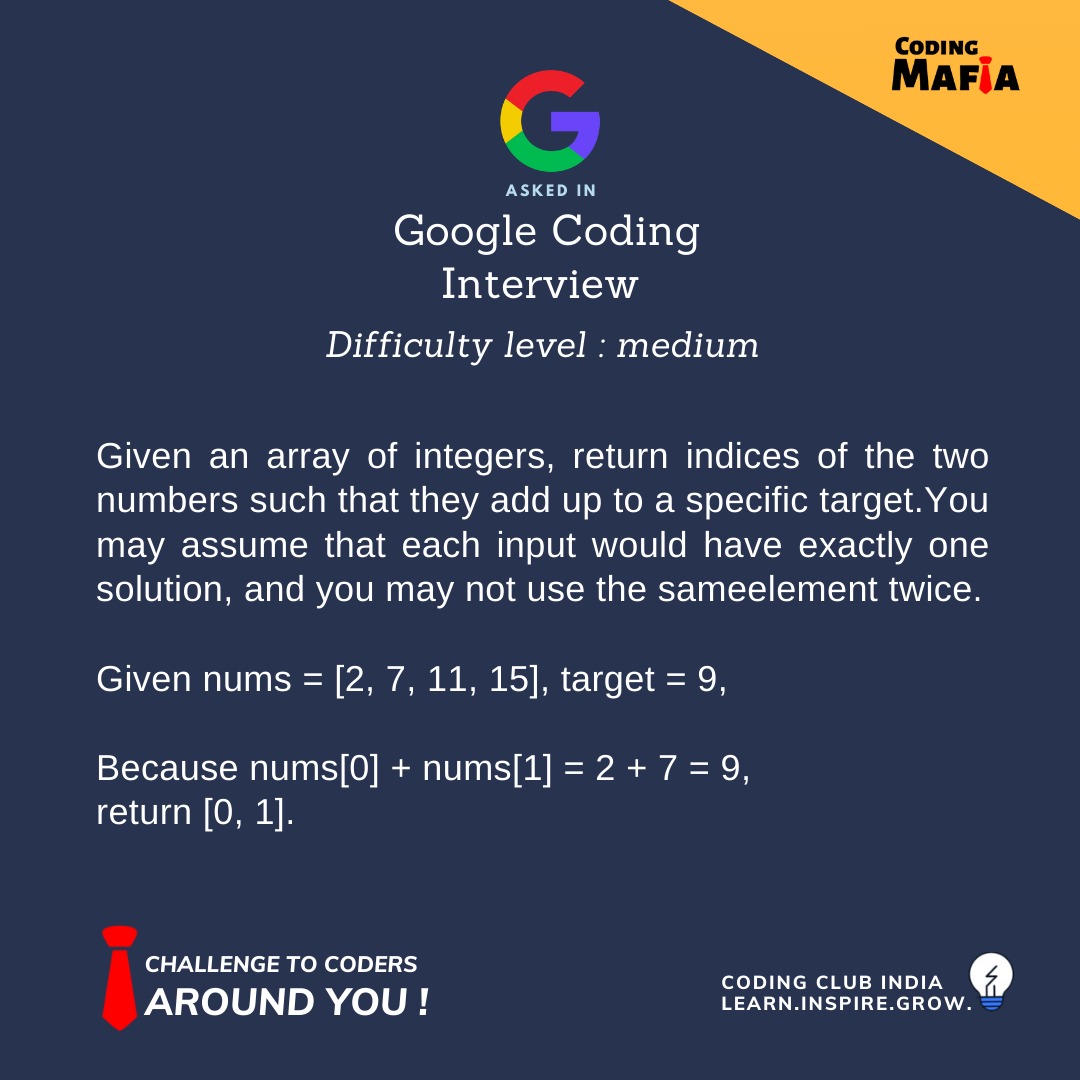 CODING
MAFIA
ASKED IN
Google Coding
Interview
Difficulty level : medium
Given an array of integers, return indices of the two
numbers such that they add up to a specific target.You
may assume that each input would have exactly one
solution, and you may not use the sameelement twice.
Given nums = [2, 7, 11, 15], target = 9,
Because nums[0] + nums[1] = 2 + 7 = 9,
return [0, 1].
CHALLENGE TO CODERS
AROUND YOU !
CODING CLUB INDIA
LEARN.INSPIRE.GROW.